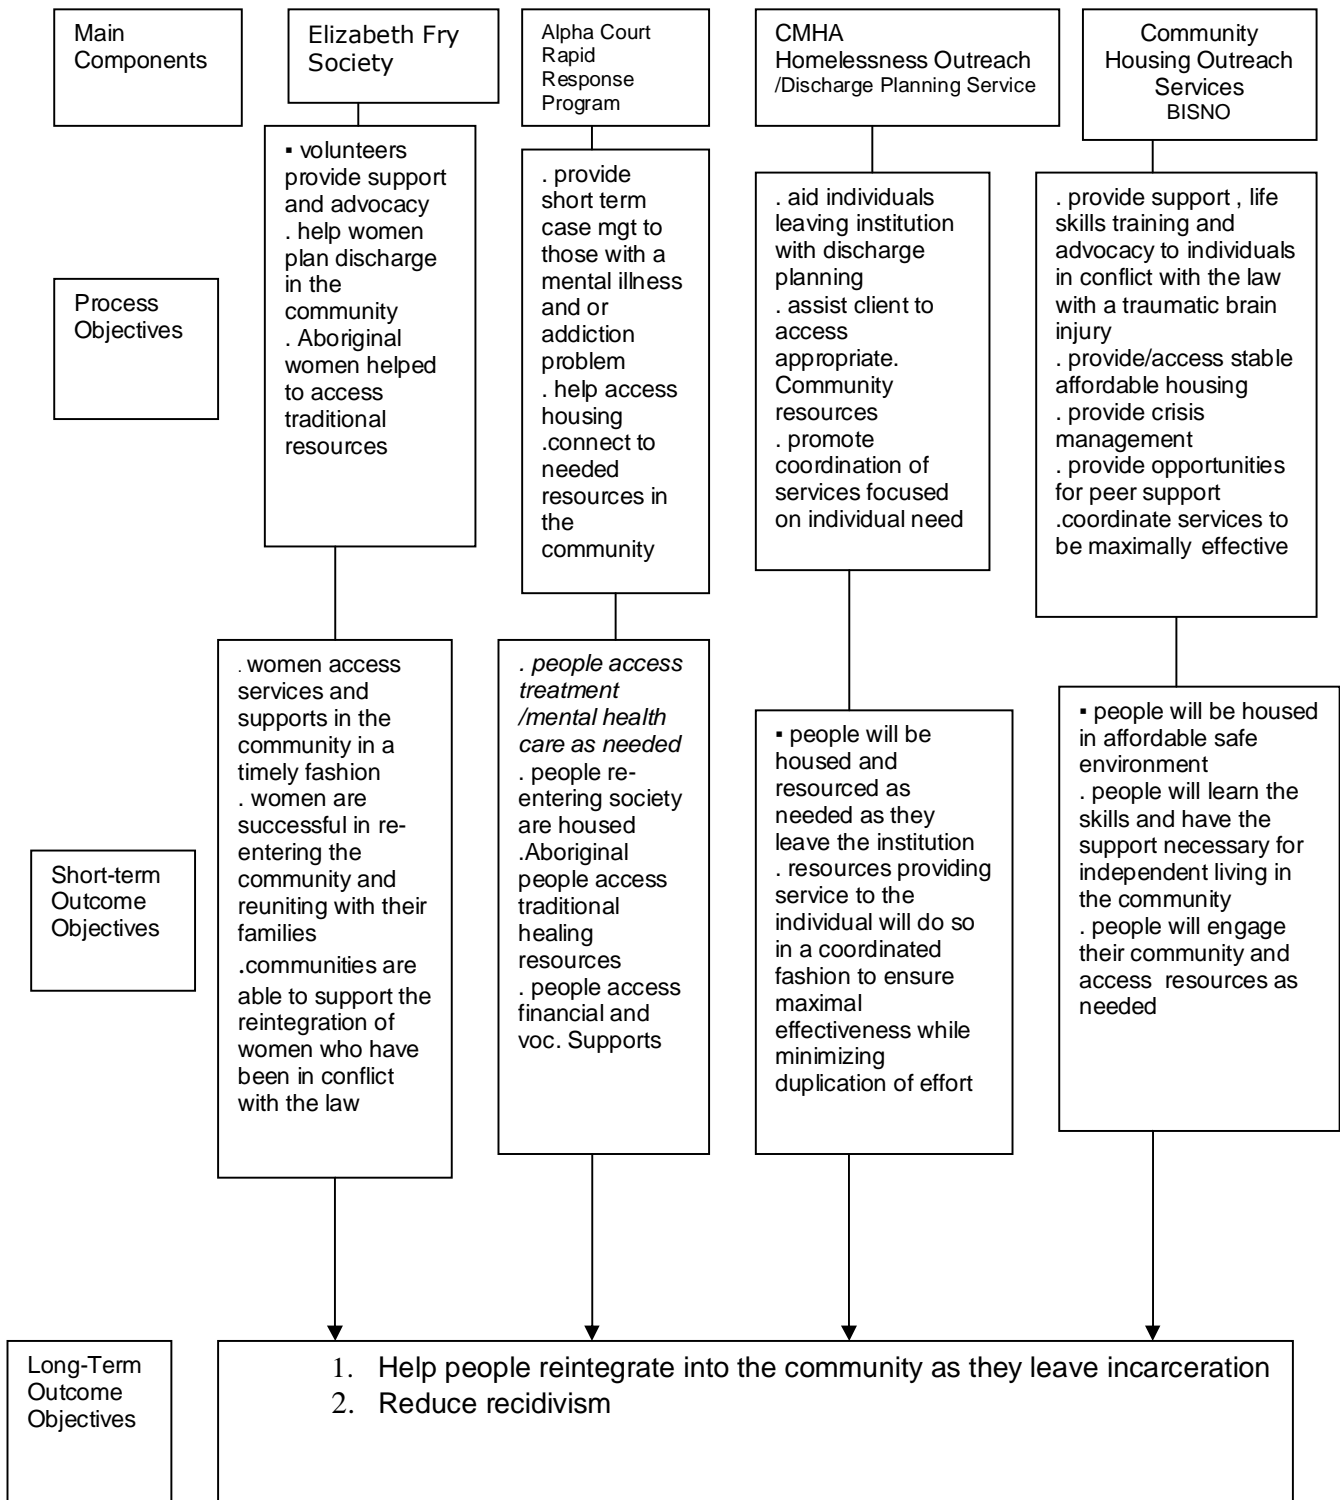 Main
Components
Elizabeth Fry
Society
Alpha Court
Rapid
Response
Program
CMHA
Homelessness Outreach
/Discharge Planning Service
Community
Housing Outreach
Services
BISNO
Process
Objectives
▪ volunteers
provide support
and advocacy
. help women
plan discharge
in the
community
. Aboriginal
women helped
to access
traditional
resources
. provide
short term
case mgt to
those with a
mental illness
and or
addiction
problem
. help access
housing
.connect to
needed
resources in
the
community
. aid individuals
leaving institution
with discharge
planning
. assist client to
access
appropriate.
Community
resources
. promote
coordination of
services focused
on individual need
. provide support , life
skills training and
advocacy to individuals
in conflict with the law
with a traumatic brain
injury
. provide/access stable
affordable housing
. provide crisis
management
. provide opportunities
for peer support
.coordinate services to
be maximally effective
Short-term
Outcome
Objectives
. women access
services and
supports in the
community in a
timely fashion
. women are
successful in re-
entering the
community and
reuniting with their
families
.communities are
able to support the
reintegration of
women who have
been in conflict
with the law
. people access
treatment
/mental health
care as needed
. people re-
entering society
are housed
.Aboriginal
people access
traditional
healing
resources
. people access
financial and
voc. Supports
▪ people will be
housed and
resourced as
needed as they
leave the institution
. resources providing
service to the
individual will do so
in a coordinated
fashion to ensure
maximal
effectiveness while
minimizing
duplication of effort
▪ people will be housed
in affordable safe
environment
. people will learn the
skills and have the
support necessary for
independent living in
the community
. people will engage
their community and
access resources as
needed
Long-Term
Outcome
Objectives
1. Help people reintegrate into the community as they leave incarceration
2. Reduce recidivism